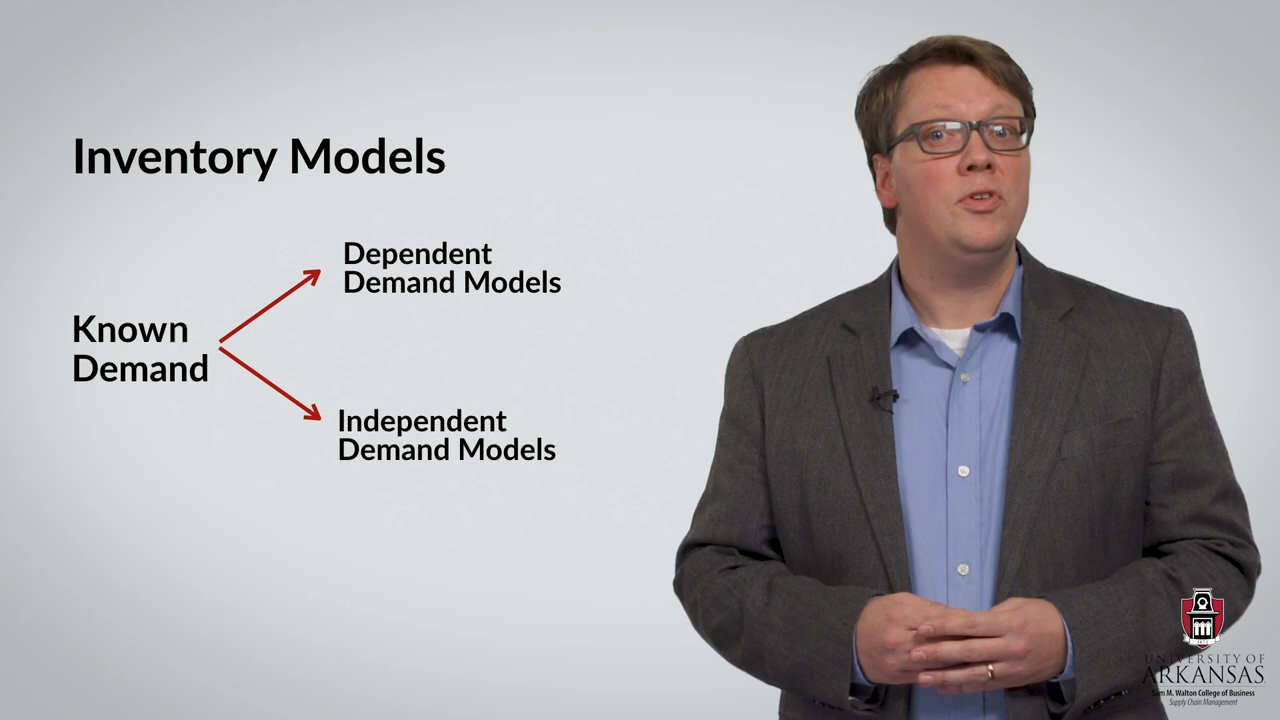 Inventory Models
Dependent
Demand Models
Known
Demand
Independent
Demand Models
UNIVERSITY OF
ARKANSAS
Sam M. Walton College of Business
Supply Chain Management